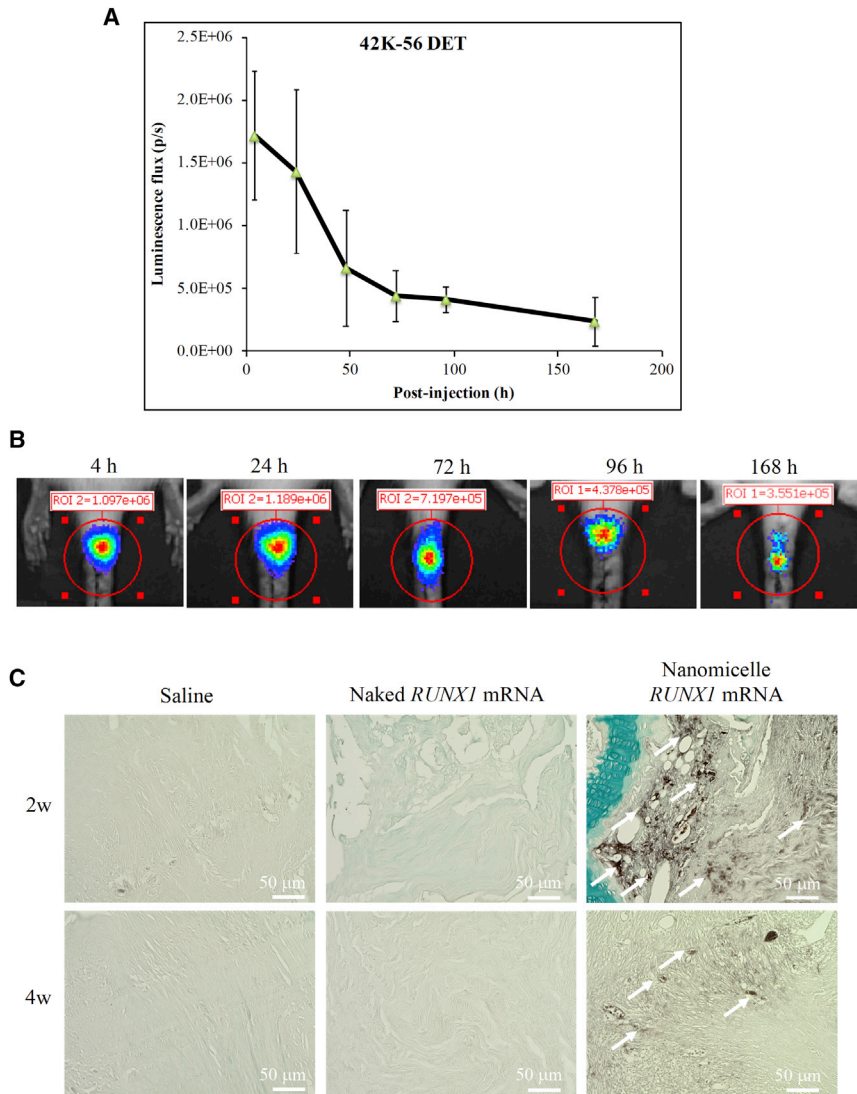 A
42K-56 DET
Luminescence flux (p/s)
2.5E+06
2.0E+06
1.5E+06
1.0E+06
5.0E+05
0.0E+00
0 50 100 150 200
Post-injection (h)
B
4 h 24 h 72 h 96 h 168 h
ROI 2=1.097e+06 ROI 2=1.189e+06 ROI 2=7.197e+05 ROI 1=4.378e+05 ROI 1=3.551e+05
C
Saline Naked RUNX1 mRNA Nanomicelle
RUNX1 mRNA
2w
50 µm 50 µm 50 µm
4w
50 µm 50 µm 50 µm